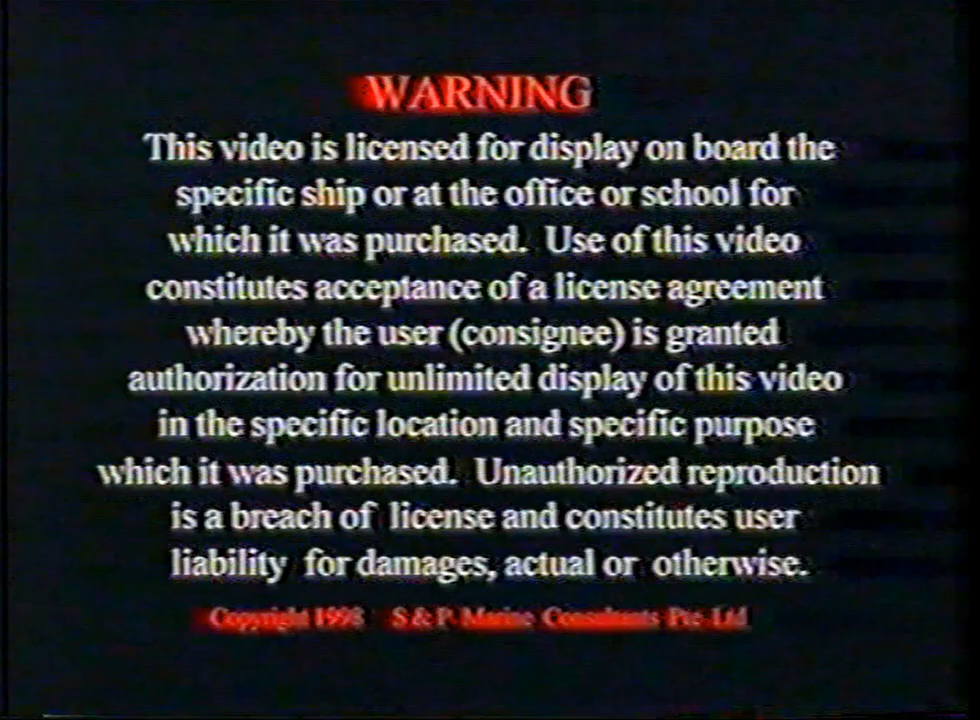 WARNING
This video is licensed for display on board the
specific ship or at the office or school for
which it was purchased. Use of this video
constitutes acceptance of a license agreement
whereby the user (consignee) is granted
authorization for unlimited display of this video
in the specific location and specific purpose
which it was purchased. Unauthorized reproduction
is a breach of license and constitutes user
liability for damages, actual or otherwise.
Copyright 1998 S & P Marine Consultants Pte Ltd